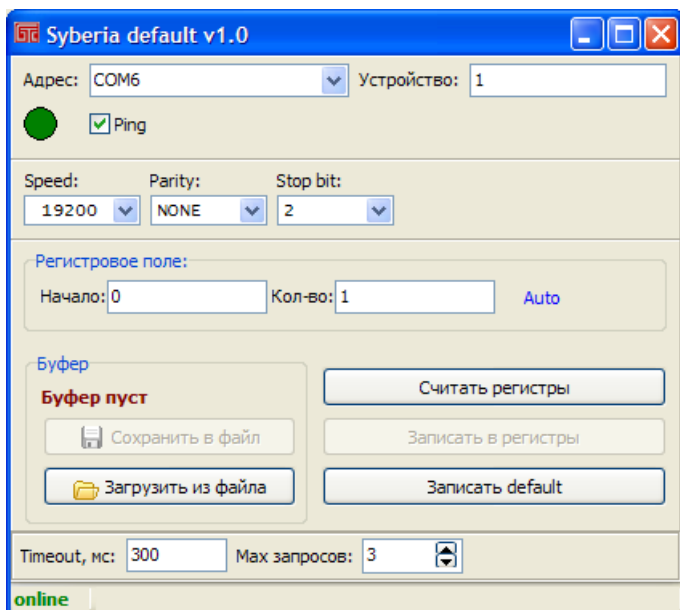 БТС Syberia default v1.0
Адрес: COM6 Устройство: 1
Ping
Speed: Parity: Stop bit:
19200 NONE 2
Регистровое поле:
Начало: 0 Кол-во: 1 Auto
Буфер
Буфер пуст
Считать регистры
Сохранить в файл Записать в регистры
Загрузить из файла Записать default
Timeout, мс: 300 Max запросов: 3
online